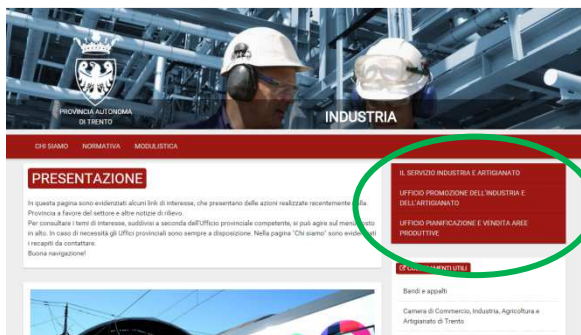 PROVINCIA AUTONOMA
DI TRENTO
INDUSTRIA
CHI SIAMO NORMATIVA MODULISTICA
PRESENTAZIONE
In questa pagina sono evidenziati alcuni link di interesse, che presentano delle azioni realizzate recentemente dalla
Provincia a favore del settore e altre notizie di rilievo.
Per consultare i temi di interesse, suddivisi a seconda dell'Ufficio provinciale competente, si può agire sul menu posto
in alto. In caso di necessità gli Uffici provinciali sono sempre a disposizione. Nella pagina "Chi siamo" sono evidenziati
i recapiti da contattare.
Buona navigazione!
IL SERVIZIO INDUSTRIA E ARTIGIANATO
UFFICIO PROMOZIONE DELL'INDUSTRIA E
DELL'ARTIGIANATO
UFFICIO PIANIFICAZIONE E VENDITA AREE
PRODUTTIVE
COLLEGAMENTI UTILI
Bandi e appalti
Camera di Commercio, Industria, Agricoltura e
Artigianato di Trento